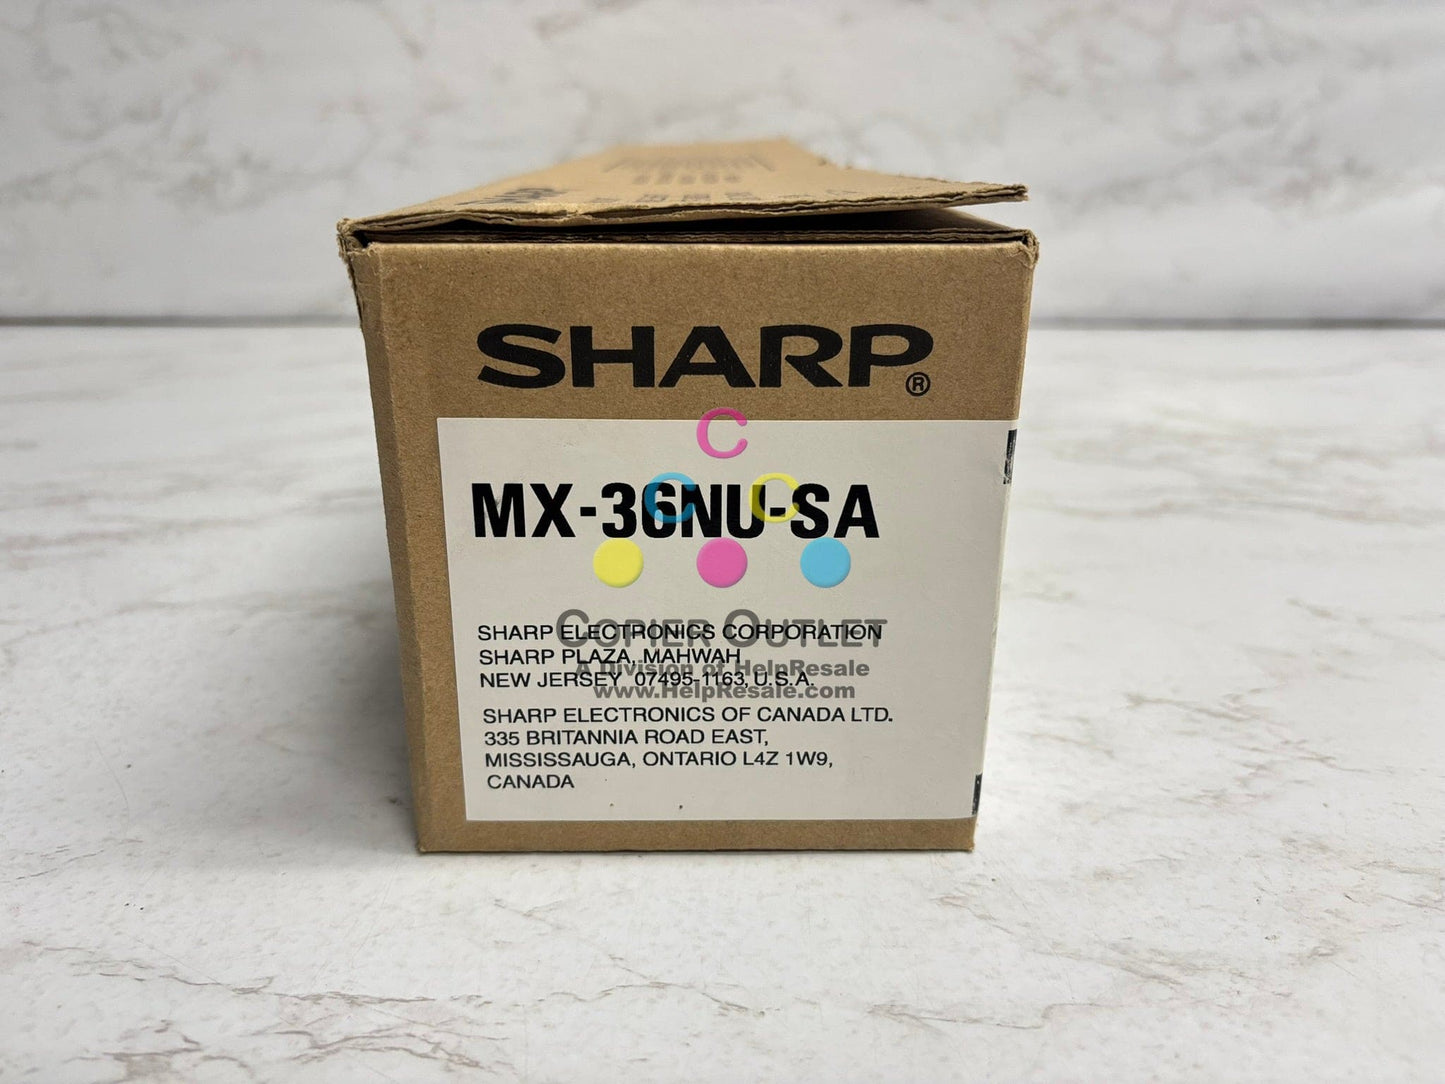 SHARP®
C
MX-36NU-SA
C C
COPIER OUTLET
SHARP ELECTRONICS CORPORATION
SHARP PLAZA, MAHWAH
A Division of HelpResale
NEW JERSEY 07495-1163, U.S.A.
www.HelpResale.com
SHARP ELECTRONICS OF CANADA LTD.
335 BRITANNIA ROAD EAST,
MISSISSAUGA, ONTARIO L4Z 1W9,
CANADA